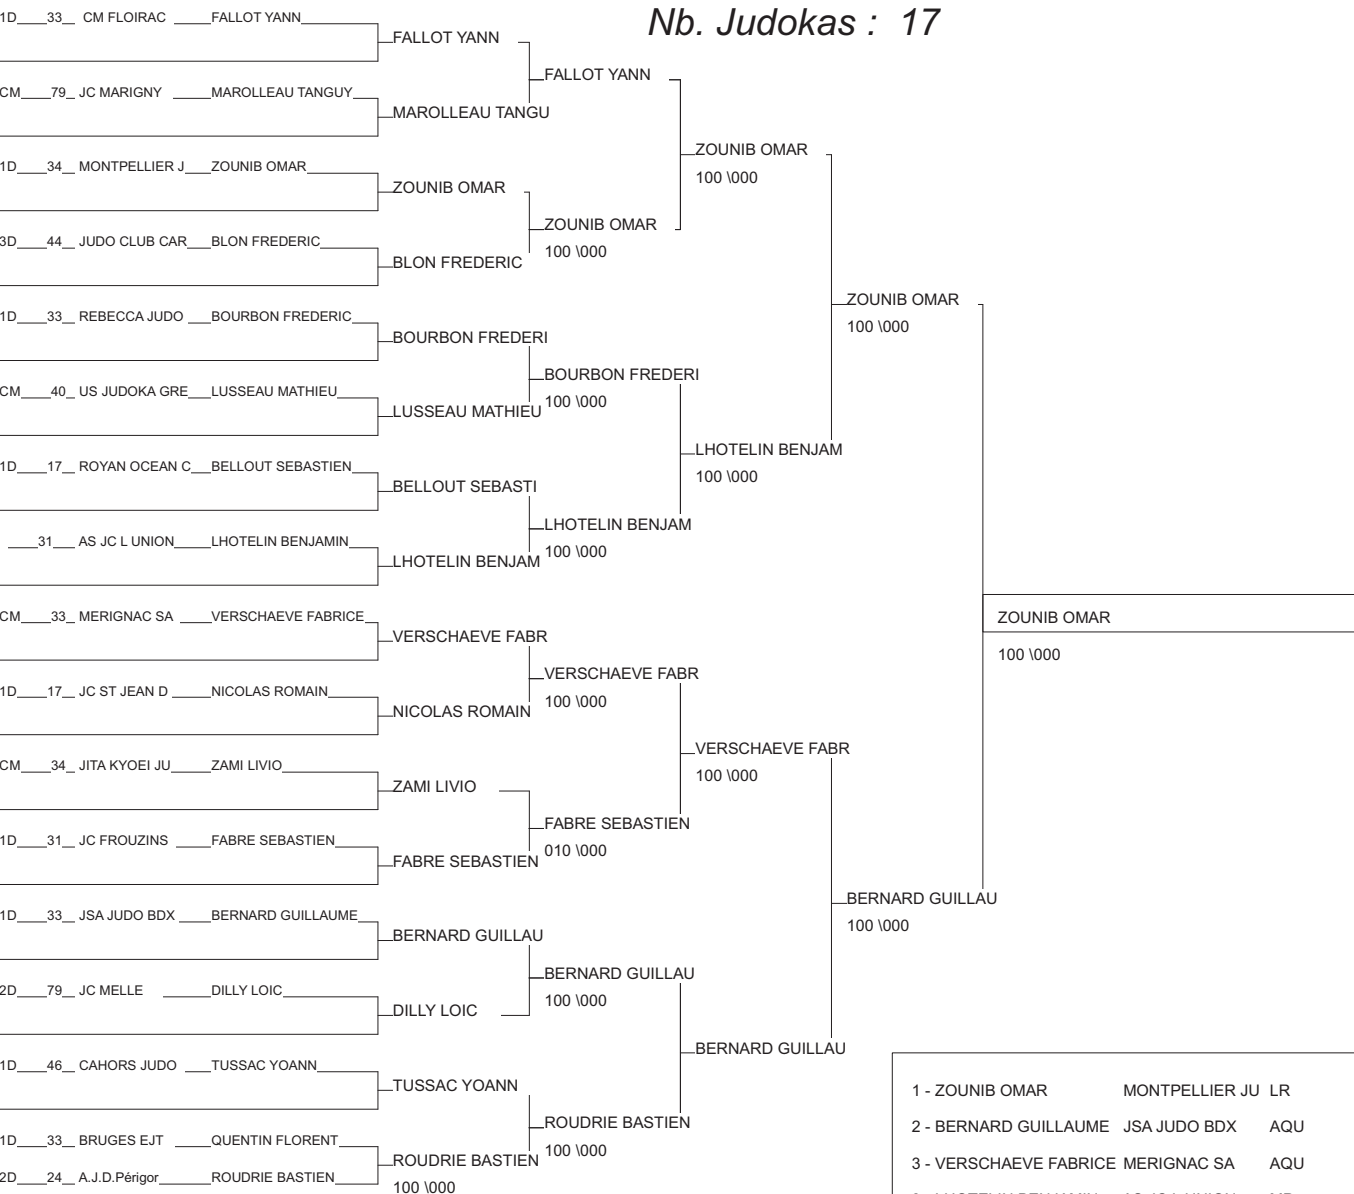 Nb. Judokas : 17
1D 33 CM FLOIRAC FALLOT YANN
CM 79 JC MARIGNY MAROLLEAU TANGUY
1D 34 MONTPELLIER J ZOUNIB OMAR
3D 44 JUDO CLUB CAR BLON FREDERIC
1D 33 REBECCA JUDO BOURBON FREDERIC
CM 40 US JUDOKA GRE LUSSEAU MATHIEU
1D 17 ROYAN OCEAN C BELLOUT SEBASTIEN
31 AS JC L UNION LHOTELIN BENJAMIN
CM 33 MERIGNAC SA VERSCHAEVE FABRICE
1D 17 JC ST JEAN D NICOLAS ROMAIN
CM 34 JITA KYOEI JU ZAMI LIVIO
1D 31 JC FROUZINS FABRE SEBASTIEN
1D 33 JSA JUDO BDX BERNARD GUILLAUME
2D 79 JC MELLE DILLY LOIC
1D 46 CAHORS JUDO TUSSAC YOANN
1D 33 BRUGES EJT QUENTIN FLORENT
2D 24 A.J.D.Périgor ROUDRIE BASTIEN
FALLOT YANN
MAROLLEAU TANGU
ZOUNIB OMAR
BLON FREDERIC
BOURBON FREDERI
LUSSEAU MATHIEU
BELLOUT SEBASTI
LHOTELIN BENJAM
VERSCHAEVE FABR
NICOLAS ROMAIN
ZAMI LIVIO
FABRE SEBASTIEN
BERNARD GUILLAU
DILLY LOIC
TUSSAC YOANN
ROUDRIE BASTIEN
100 \000
FALLOT YANN
ZOUNIB OMAR
100 \000
BOURBON FREDERI
100 \000
LHOTELIN BENJAM
100 \000
VERSCHAEVE FABR
100 \000
FABRE SEBASTIEN
010 \000
BERNARD GUILLAU
100 \000
ROUDRIE BASTIEN
100 \000
ZOUNIB OMAR
100 \000
LHOTELIN BENJAM
100 \000
VERSCHAEVE FABR
100 \000
BERNARD GUILLAU
ZOUNIB OMAR
100 \000
BERNARD GUILLAU
100 \000
ZOUNIB OMAR
100 \000
1 - ZOUNIB OMAR MONTPELLIER JU LR
2 - BERNARD GUILLAUME JSA JUDO BDX AQU
3 - VERSCHAEVE FABRICE MERIGNAC SA AQU